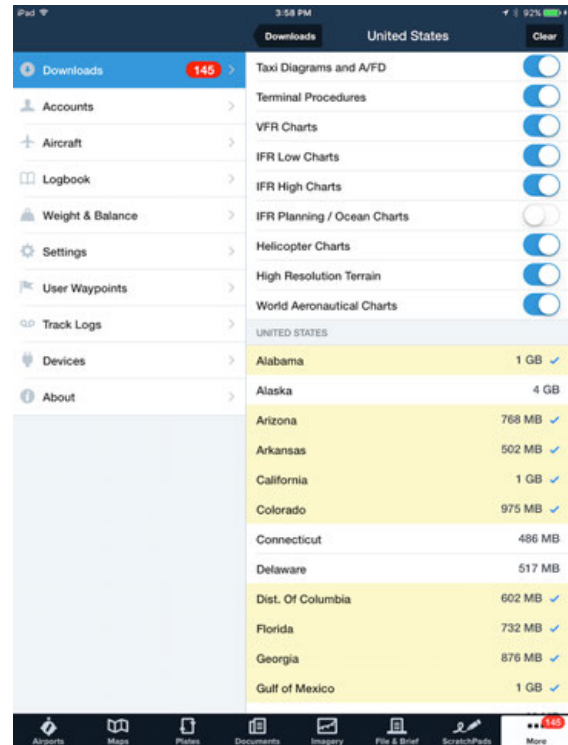 iPad
3:58 PM
92%
Downloads
United States
Clear
Downloads
145
Accounts
Aircraft
Logbook
Weight & Balance
Settings
User Waypoints
Track Logs
Devices
About
Taxi Diagrams and A/FD
Terminal Procedures
VFR Charts
IFR Low Charts
IFR High Charts
IFR Planning / Ocean Charts
Helicopter Charts
High Resolution Terrain
World Aeronautical Charts
UNITED STATES
Alabama 1 GB
Alaska 4 GB
Arizona 768 MB
Arkansas 502 MB
California 1 GB
Colorado 975 MB
Connecticut 486 MB
Delaware 517 MB
Dist. Of Columbia 602 MB
Florida 732 MB
Georgia 876 MB
Gulf of Mexico 1 GB
145
Airports Maps Plates Documents Imagery File & Brief ScratchPads More